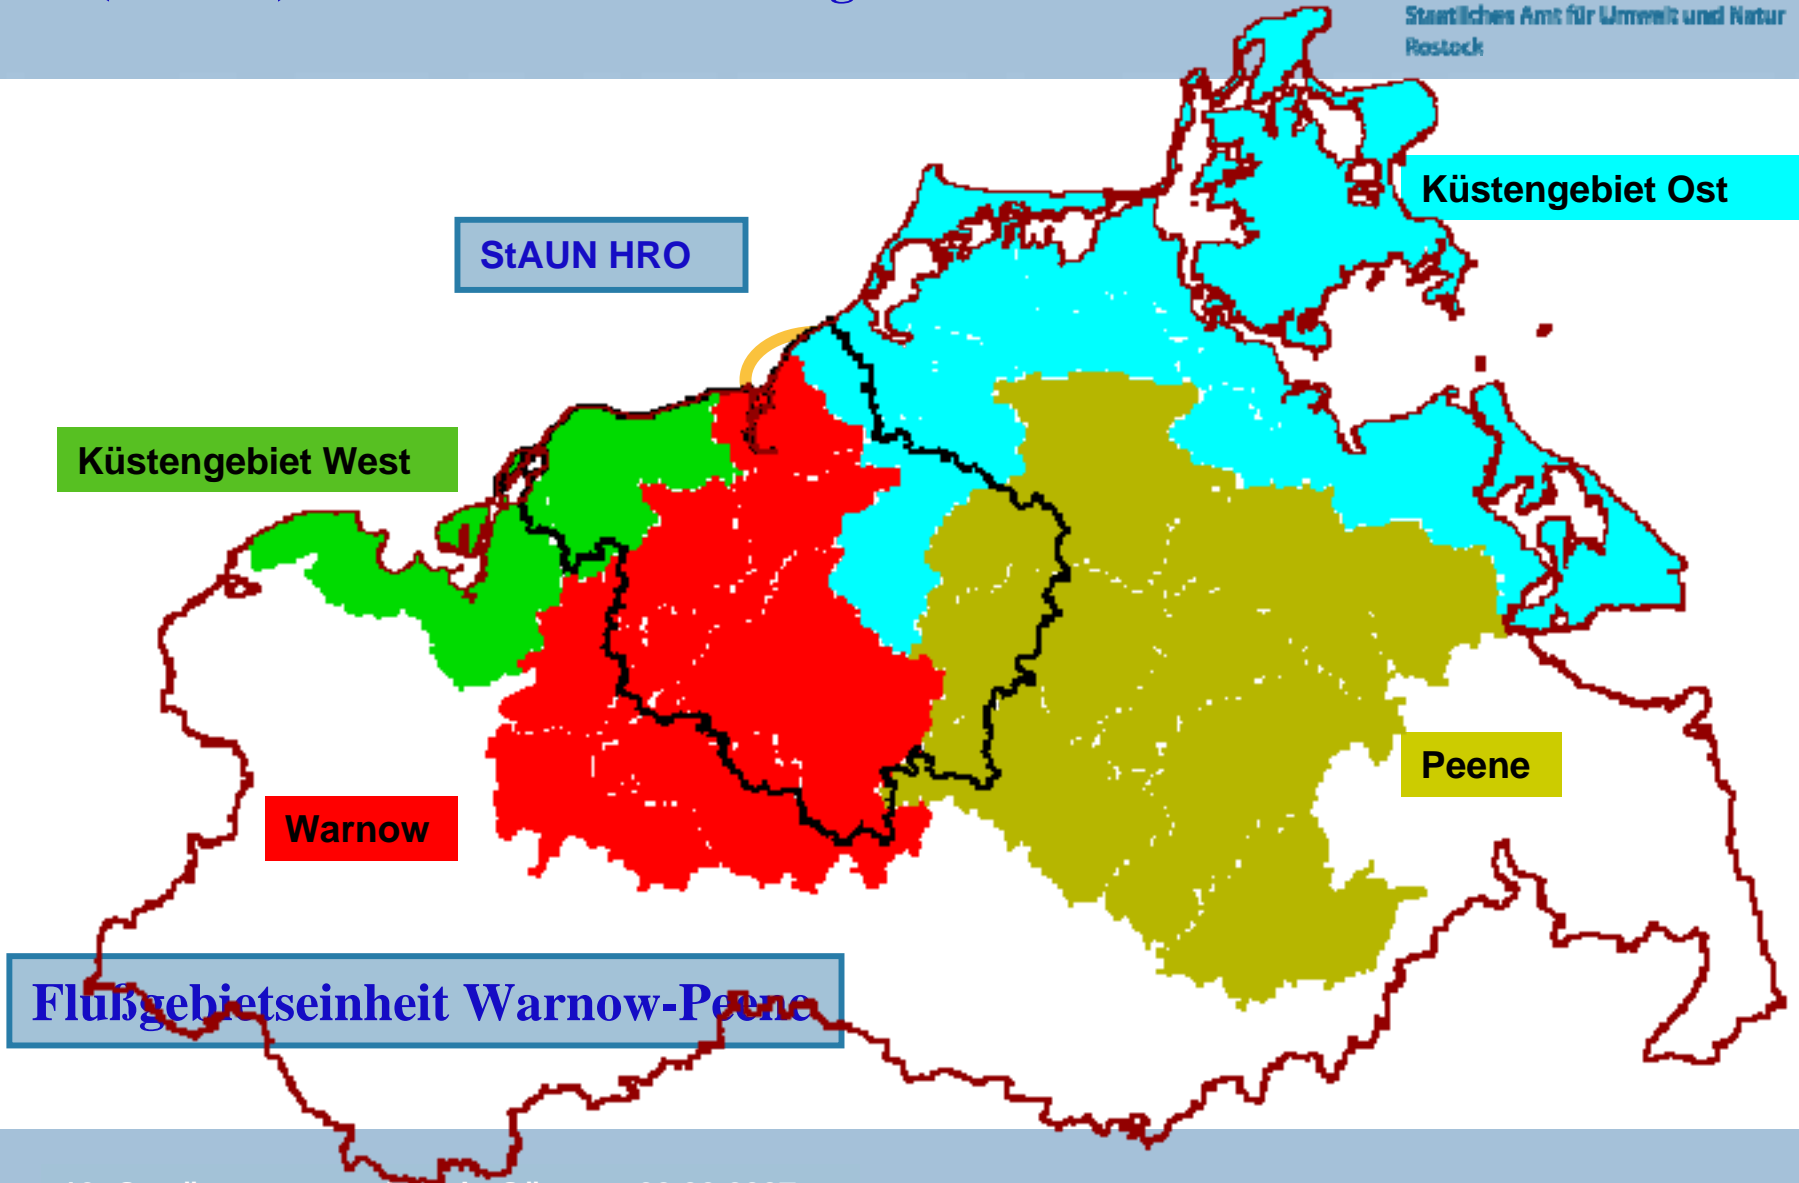 Staatliches Amt für Umwelt und Natur
Rostock
Küstengebiet Ost
StAUN HRO
Küstengebiet West
Peene
Warnow
Flußgebietseinheit Warnow-Peene